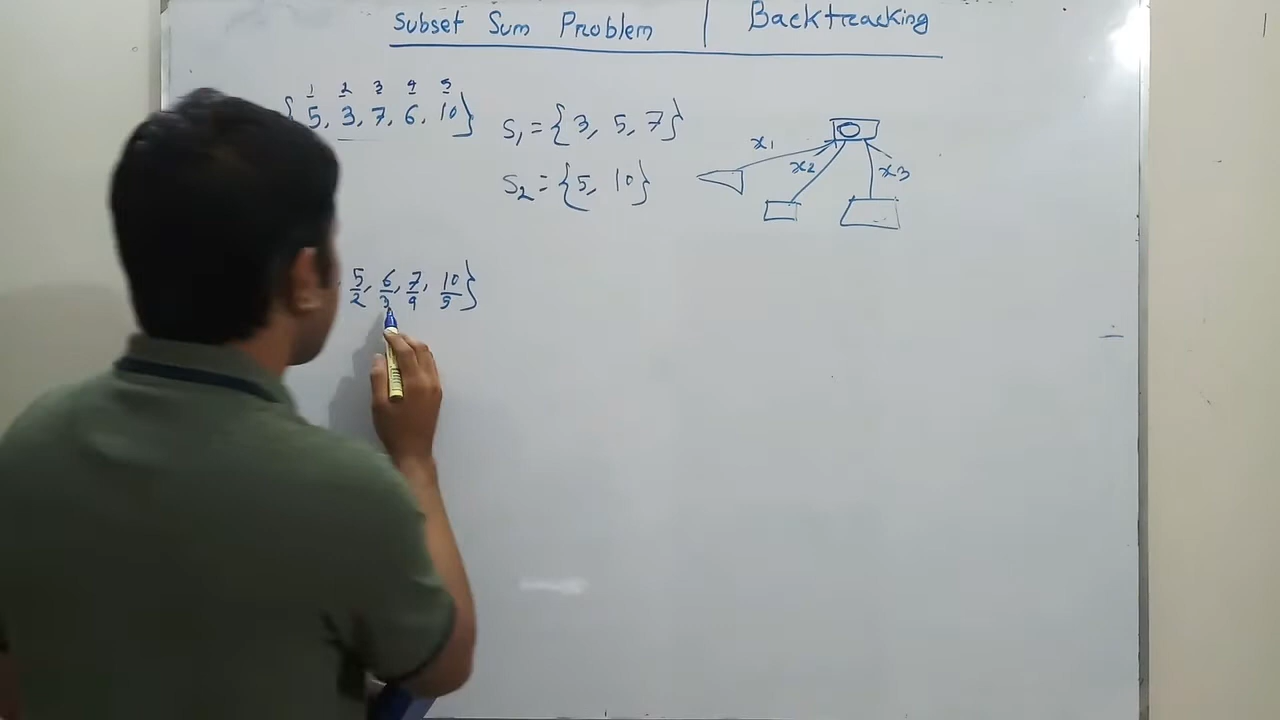 Subset Sum Problem | Backtracking
1 2 3 4 5
{5, 3, 7, 6, 10}
S₁ = {3, 5, 7}
S₂ = {5, 10}
x₁
x₂
x₃
5, 6, 7, 10}
2 3 4 5